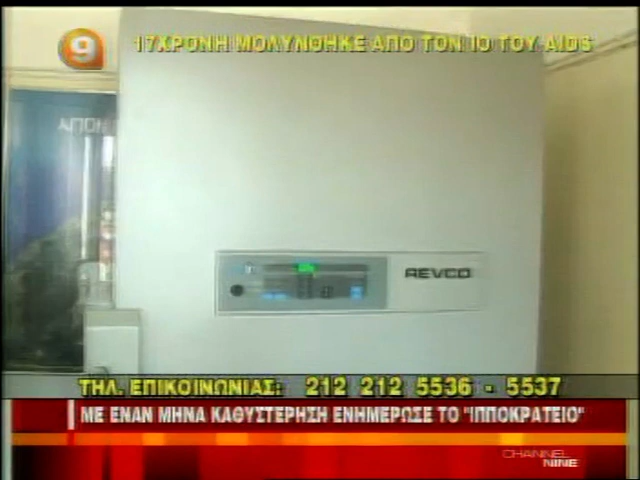 9
17ΧΡΟΝΗ ΜΟΛΥΝΘΗΚΕ ΑΠΟ ΤΟΝ ΙΟ ΤΟΥ AIDS
REVCO
ΤΗΛ. ΕΠΙΚΟΙΝΩΝΙΑΣ: 212 212 5536 - 5537
ΜΕ ΕΝΑΝ ΜΗΝΑ ΚΑΘΥΣΤΕΡΗΣΗ ΕΝΗΜΕΡΩΣΕ ΤΟ "ΙΠΠΟΚΡΑΤΕΙΟ"
CHANNEL
NINE